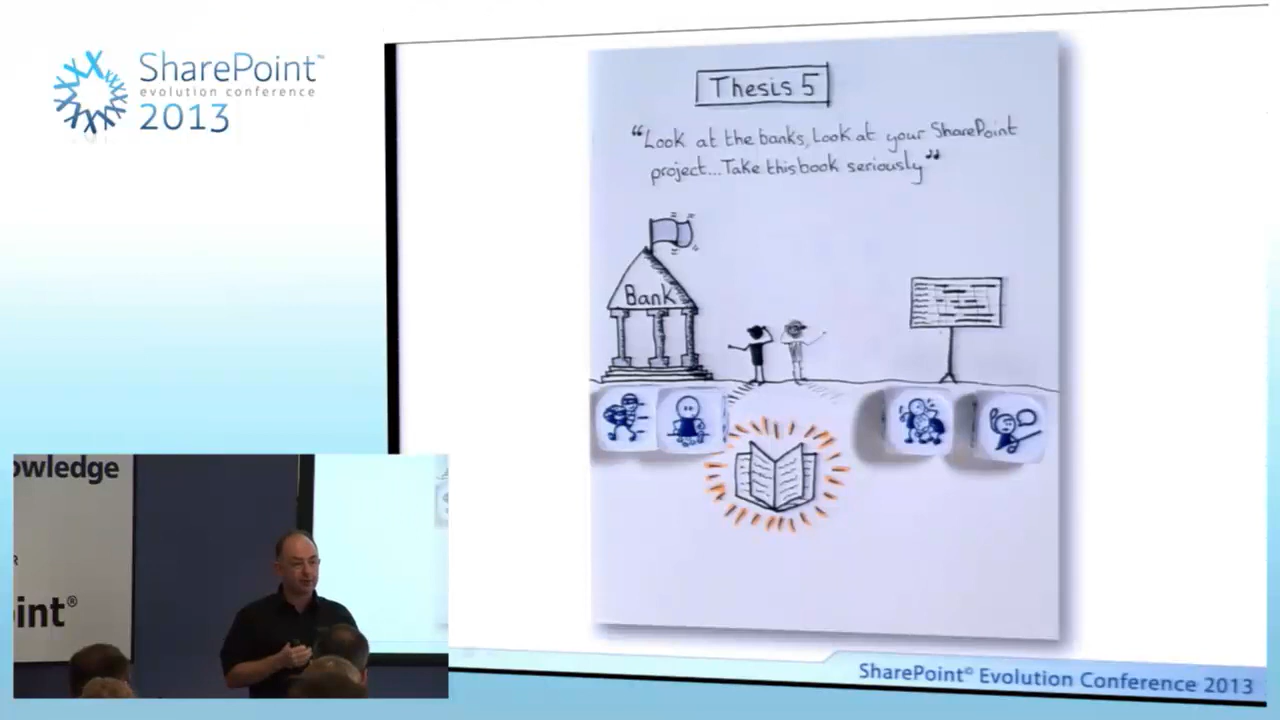 SharePoint™
evolution conference
2013
Thesis 5
"Look at the banks, Look at your SharePoint
project... Take this book seriously"
Bank
owledge
R
oint®
SharePoint® Evolution Conference 2013